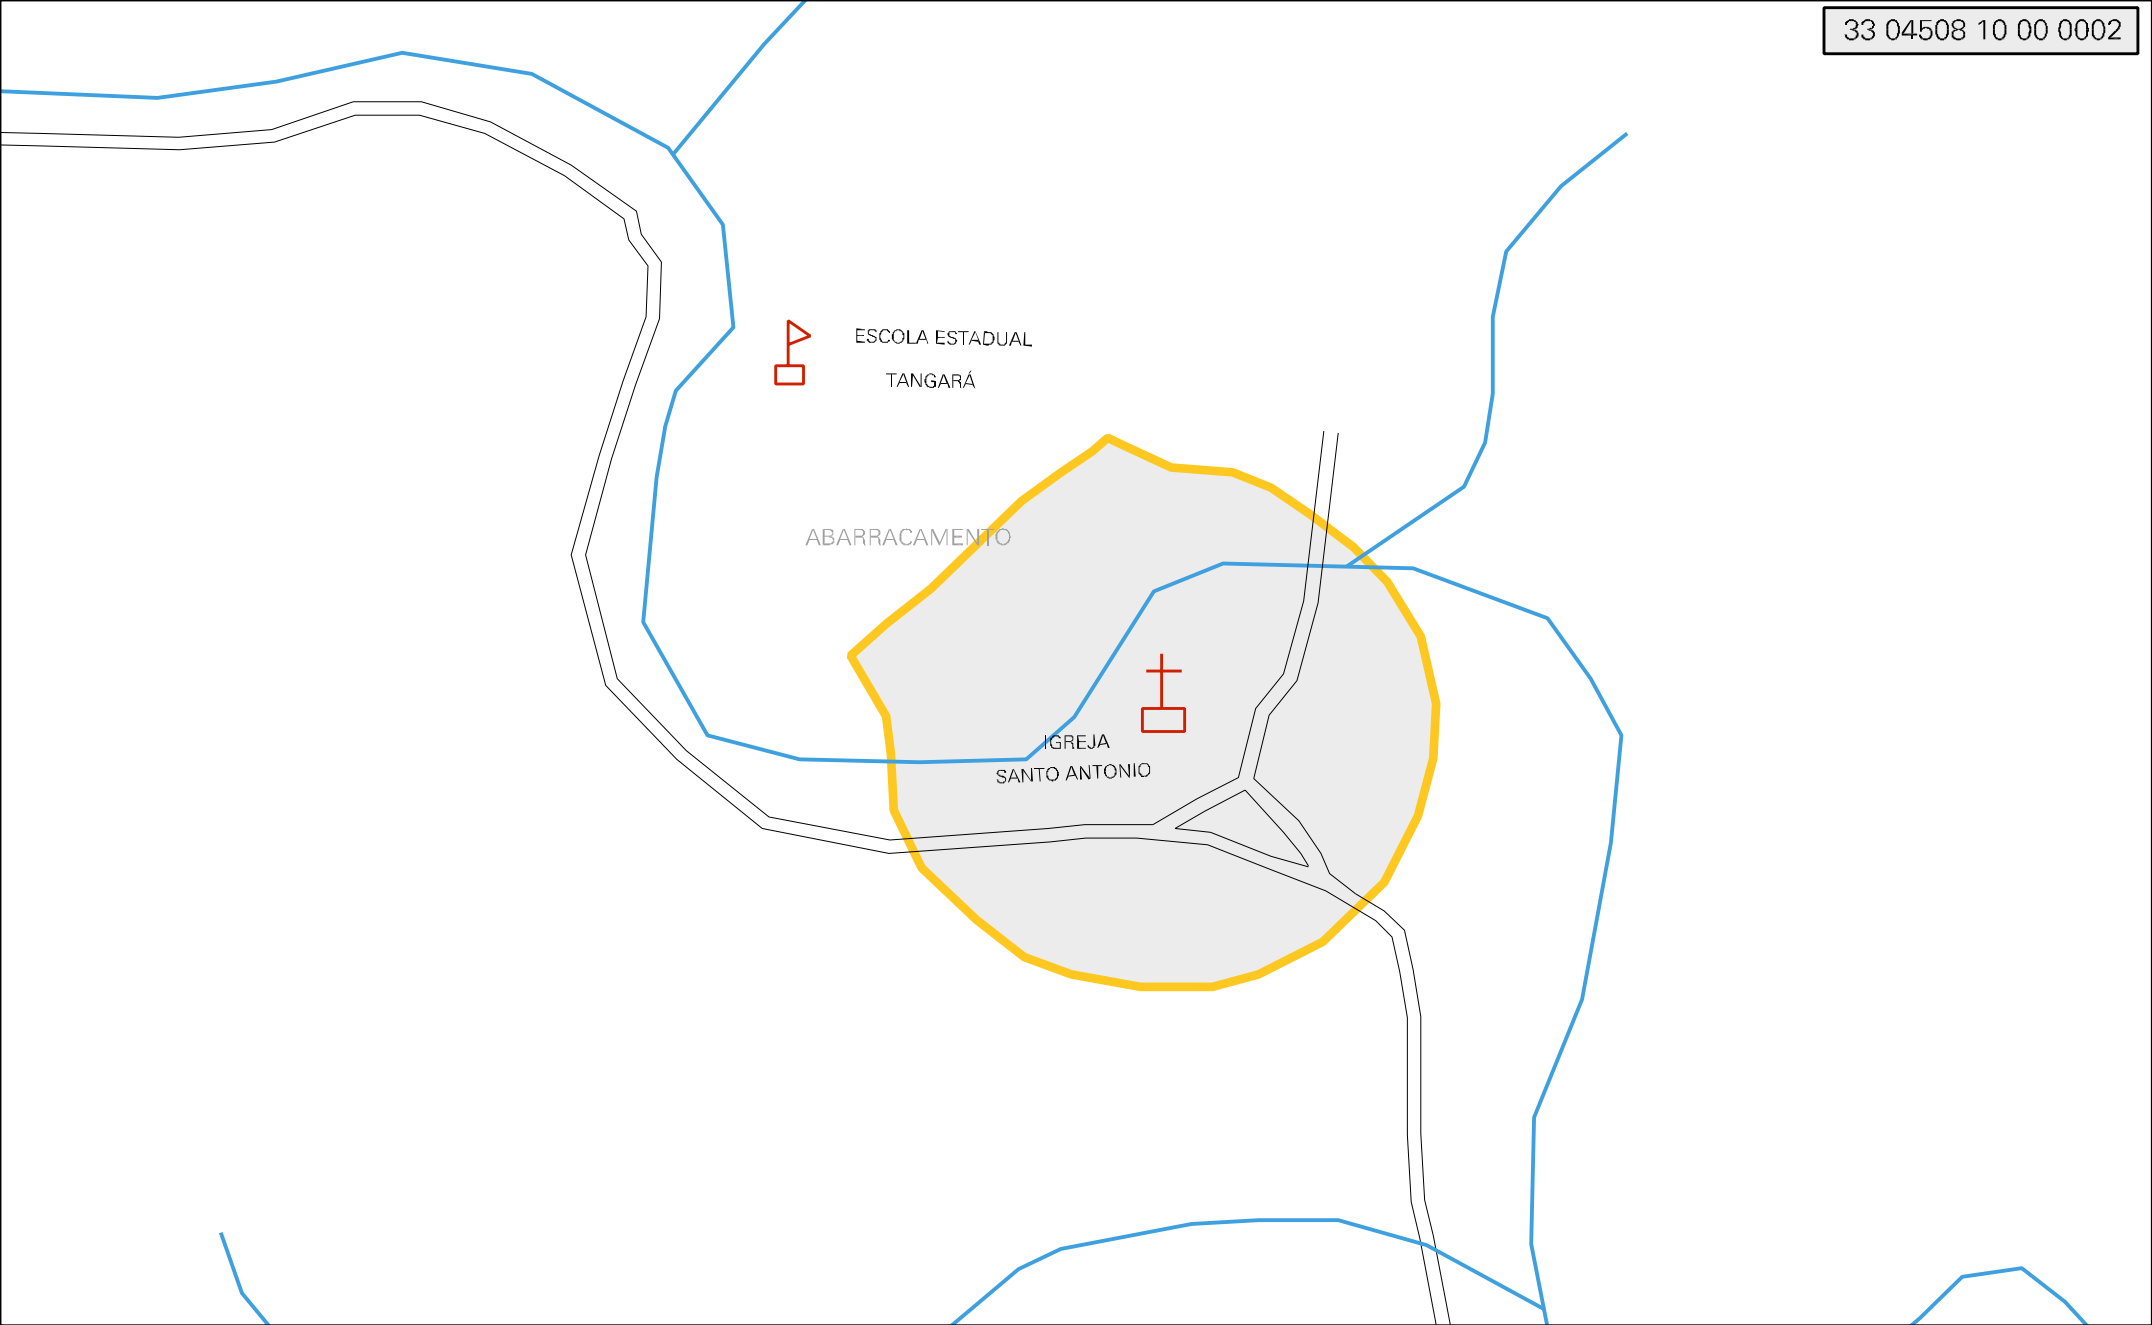 33 04508 10 00 0002
ESCOLA ESTADUAL
TANGARÁ
ABARRACAMENTO
IGREJA
SANTO ANTONIO